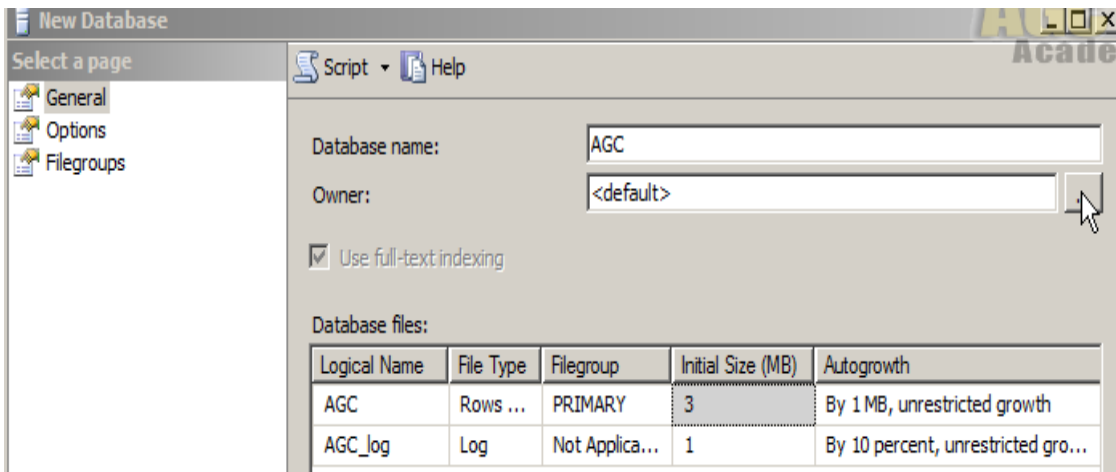 New Database
Select a page
General
Options
Filegroups
Script Help
Database name: AGC
Owner: <default>
Use full-text indexing
Database files:
Logical Name File Type Filegroup Initial Size (MB) Autogrowth
AGC Rows ... PRIMARY 3 By 1 MB, unrestricted growth
AGC_log Log Not Applica... 1 By 10 percent, unrestricted gro...